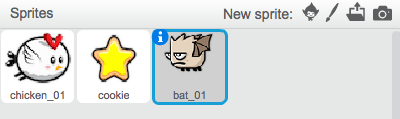 Sprites New sprite:
chicken_01 cookie bat_01